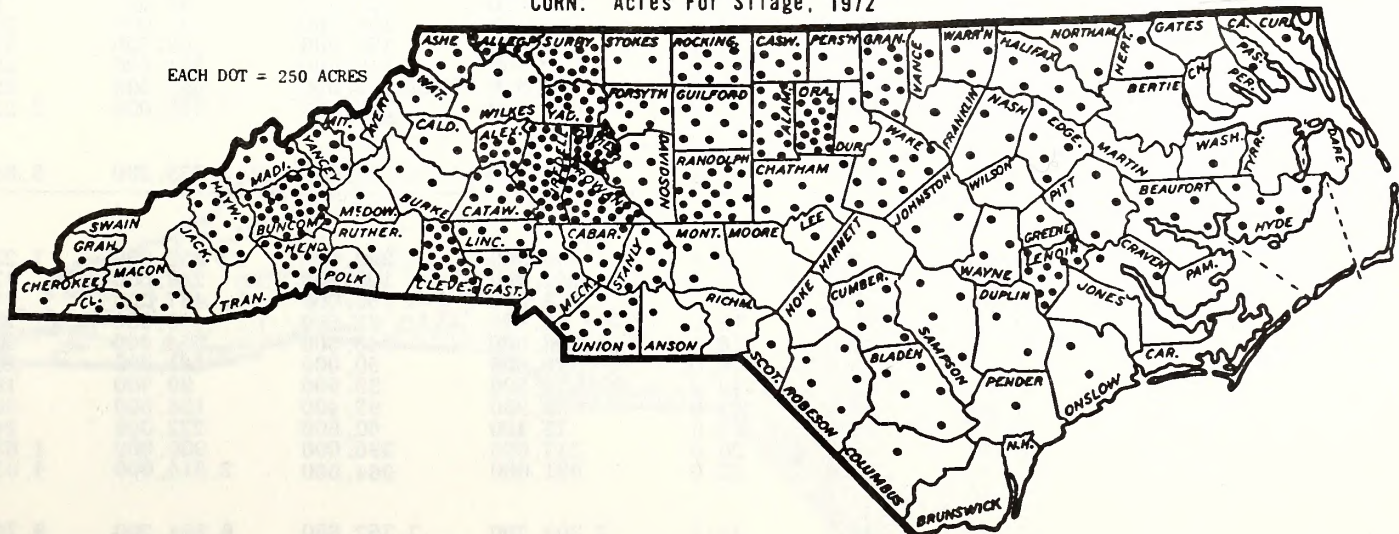 CORN: Acres For Silage, 1972
EACH DOT = 250 ACRES
ASHE
ALLEG.
SURRY
STOKES
ROCKING.
CASW.
PERS'N
GRAN.
VANCE
WARR'N
HALIFAX
NORTHAM.
HERT.
GATES
CA.
CUR.
PAS.
PER.
CH.
WAT.
WILKES
YAD.
FORSYTH
GUILFORD
ALAM.
ORA.
DUR.
FRANKLIN
NASH
EDGE.
BERTIE
MIT.
AVERY
CALD.
ALEX.
IREDELL
DAVIE
DAVIDSON
RANDOLPH
CHATHAM
WAKE
WILSON
MARTIN
WASH.
TYRR.
DARE
MADI.
YANCEY
HAYW.
BUNCOM.
McDOW.
BURKE
CATAW.
ROWAN
JOHNSTON
PITT
BEAUFORT
HYDE
SWAIN
GRAH.
JACK.
HEND.
RUTHER.
LINC.
CABAR.
STANLY
MONT.
MOORE
LEE
HARNETT
GREENE
LENOIR
CRAVEN
PAM.
CHEROKEE
MACON
CL.
TRAN.
POLK
CLEVE.
GAST.
MECK.
UNION
ANSON
RICHM.
HOKE
CUMBER.
WAYNE
DUPLIN
JONES
SCOT.
ROBESON
BLADEN
SAMPSON
PENDER
ONSLOW
CAR.
COLUMBUS
BRUNSWICK
N.H.